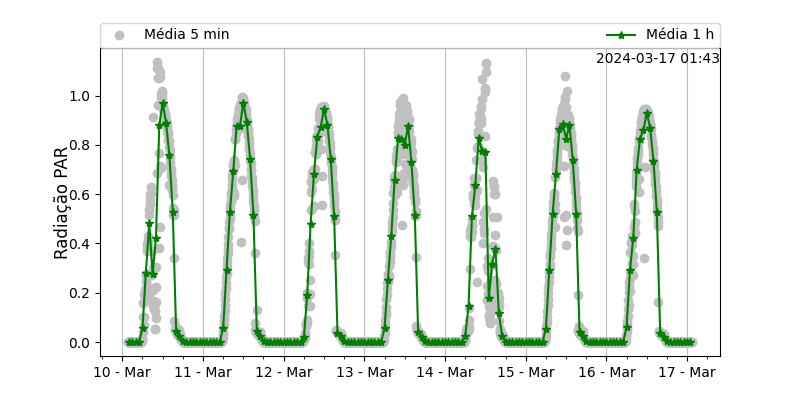 Média 5 min
Média 1 h
2024-03-17 01:43
Radiação PAR
1.0
0.8
0.6
0.4
0.2
0.0
10 - Mar
11 - Mar
12 - Mar
13 - Mar
14 - Mar
15 - Mar
16 - Mar
17 - Mar